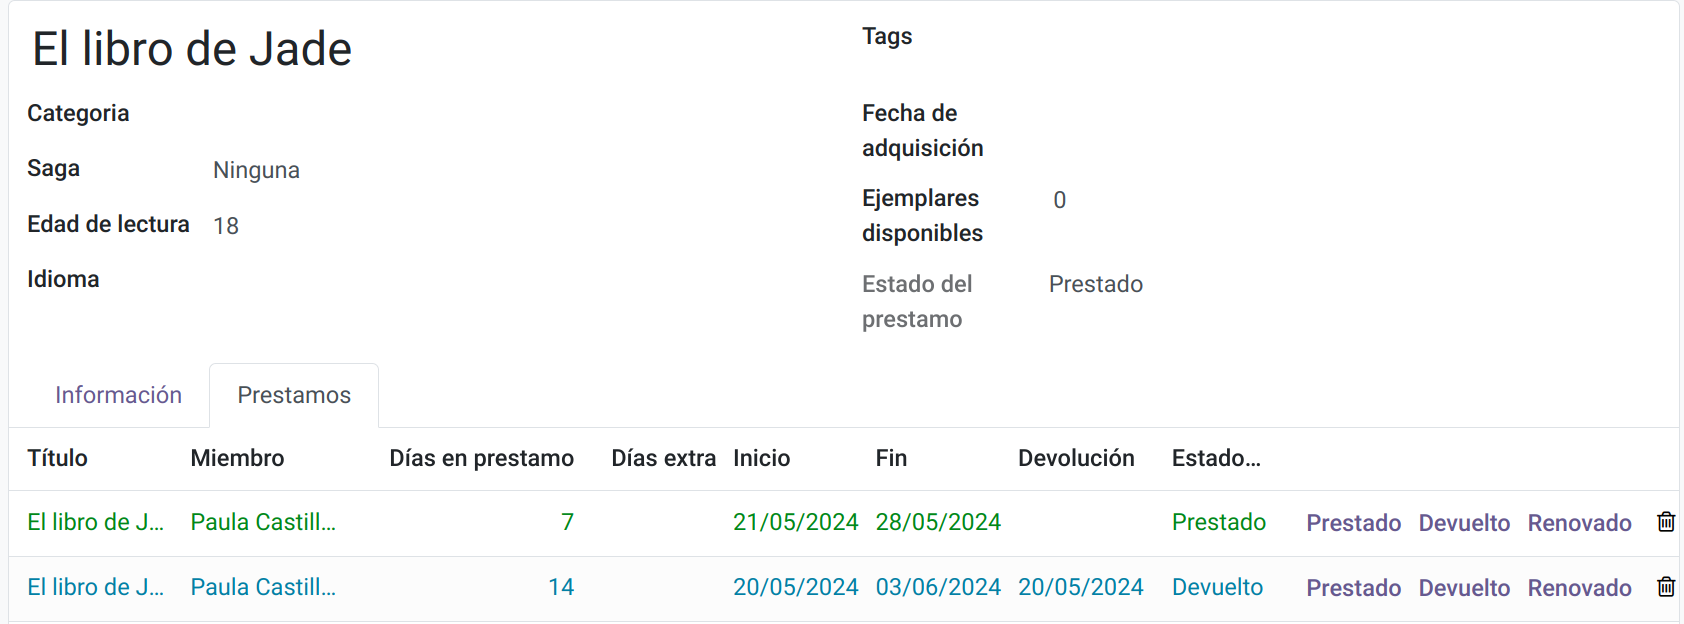 El libro de Jade
Categoria
Saga Ninguna
Edad de lectura 18
Idioma
Tags
Fecha de
adquisición
Ejemplares 0
disponibles
Estado del Prestado
prestamo
Información Prestamos
Título Miembro Días en prestamo Días extra Inicio Fin Devolución Estado...
El libro de J... Paula Castill... 7 21/05/2024 28/05/2024 Prestado Prestado Devuelto Renovado
El libro de J... Paula Castill... 14 20/05/2024 03/06/2024 20/05/2024 Devuelto Prestado Devuelto Renovado